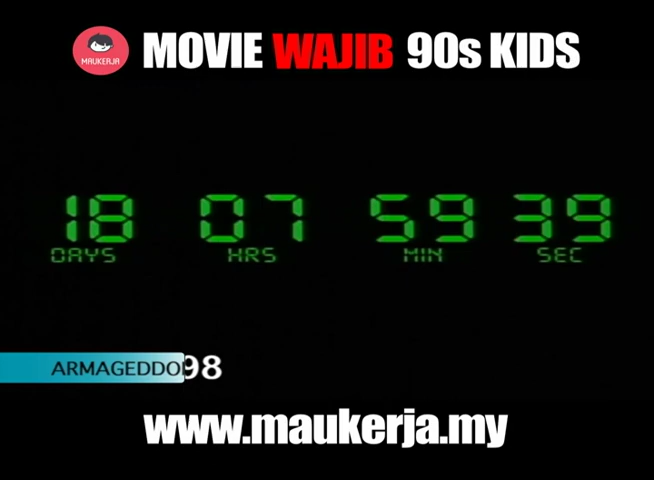 MAUKERJA
MOVIE WAJIB 90s KIDS
18 07 59 39
DAYS HRS MIN SEC
ARMAGEDDO98
www.maukerja.my